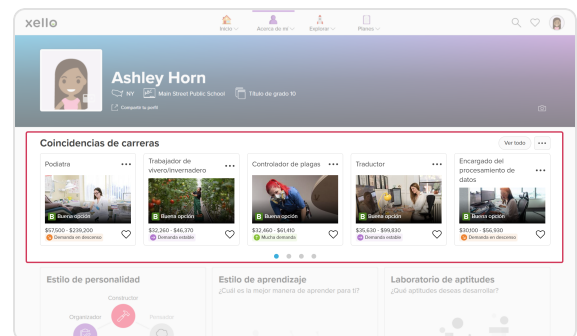 xello
Inicio
Acerca de mí
Explorar
Planes
Ashley Horn
NY
Main Street Public School
Título de grado 10
Compartir tu perfil
Coincidencias de carreras
Ver todo
Pediatra
Trabajador de
vivero/invernadero
Controlador de plagas
Traductor
Encargado del
procesamiento de
datos
B Buena opción
B Buena opción
B Buena opción
B Buena opción
B Buena opción
$57,500 - $239,200
$32,260 - $46,370
$32,460 - $61,410
$35,630 - $99,830
$30,100 - $56,930
Demanda en descenso
Demanda estable
Mucha demanda
Demanda estable
Demanda en descenso
Estilo de personalidad
Estilo de aprendizaje
Laboratorio de aptitudes
¿Cuál es la mejor manera de aprender para ti?
¿Qué aptitudes deseas desarrollar?
Constructor
Organizador
Pensador